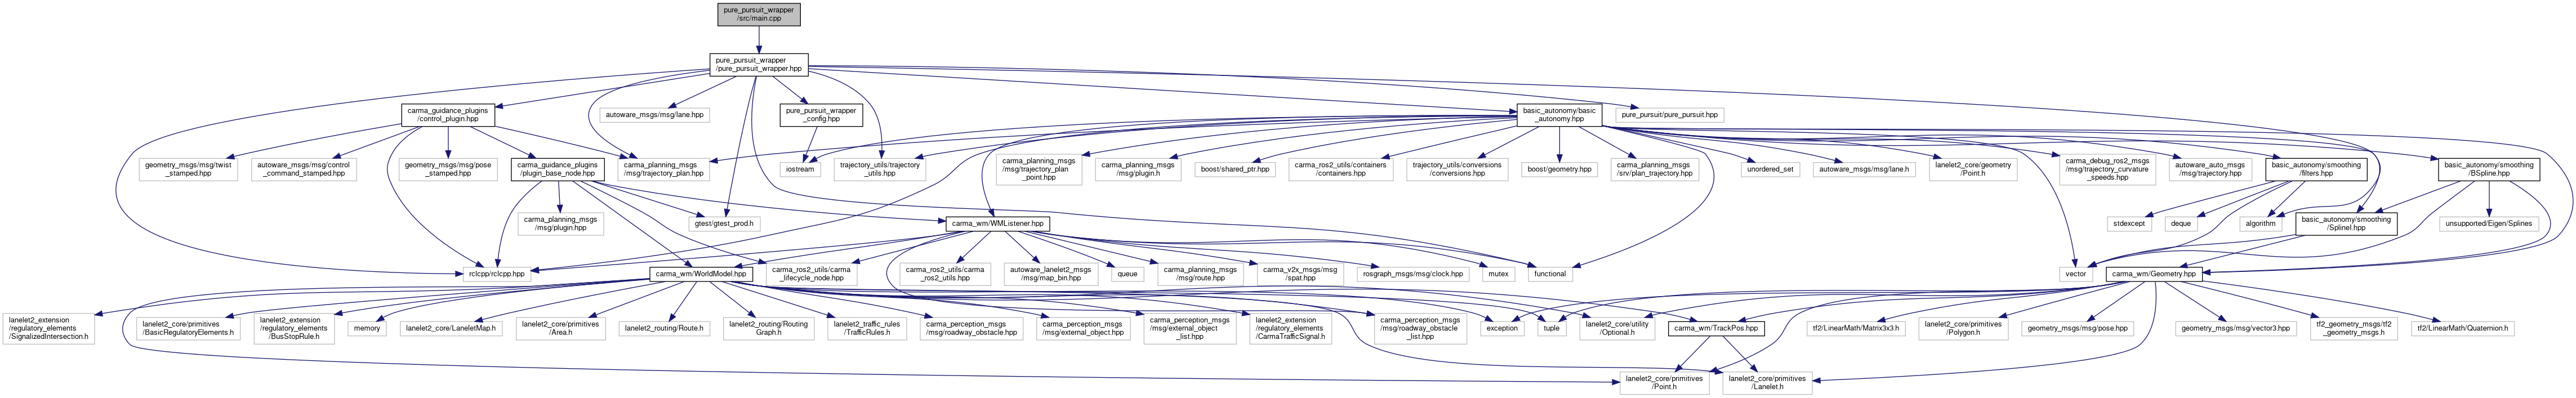 pure_pursuit_wrapper
/src/main.cpp
pure_pursuit_wrapper
/pure_pursuit_wrapper.hpp
carma_guidance_plugins
/control_plugin.hpp
autoware_msgs/msg/lane.hpp
pure_pursuit_wrapper
_config.hpp
basic_autonomy/basic
_autonomy.hpp
pure_pursuit/pure_pursuit.hpp
geometry_msgs/msg/twist
_stamped.hpp
autoware_msgs/msg/control
_command_stamped.hpp
geometry_msgs/msg/pose
_stamped.hpp
carma_guidance_plugins
/plugin_base_node.hpp
carma_planning_msgs
/msg/trajectory_plan.hpp
iostream
trajectory_utils/trajectory
_utils.hpp
carma_planning_msgs
/msg/trajectory_plan
_point.hpp
carma_planning_msgs
/msg/plugin.h
boost/shared_ptr.hpp
carma_ros2_utils/containers
/containers.hpp
trajectory_utils/conversions
/conversions.hpp
boost/geometry.hpp
carma_planning_msgs
/srv/plan_trajectory.hpp
unordered_set
autoware_msgs/msg/lane.h
lanelet2_core/geometry
/Point.h
carma_debug_ros2_msgs
/msg/trajectory_curvature
_speeds.hpp
autoware_auto_msgs
/msg/trajectory.hpp
basic_autonomy/smoothing
/filters.hpp
basic_autonomy/smoothing
/BSpline.hpp
carma_planning_msgs
/msg/plugin.hpp
gtest/gtest_prod.h
carma_wm/WMListener.hpp
stdexcept
deque
algorithm
basic_autonomy/smoothing
/SplineI.hpp
unsupported/Eigen/Splines
rclcpp/rclcpp.hpp
carma_wm/WorldModel.hpp
carma_ros2_utils/carma
_lifecycle_node.hpp
carma_ros2_utils/carma
_ros2_utils.hpp
autoware_lanelet2_msgs
/msg/map_bin.hpp
queue
carma_planning_msgs
/msg/route.hpp
carma_v2x_msgs/msg
/spat.hpp
rosgraph_msgs/msg/clock.hpp
mutex
functional
vector
carma_wm/Geometry.hpp
lanelet2_extension
/regulatory_elements
/SignalizedIntersection.h
lanelet2_core/primitives
/BasicRegulatoryElements.h
lanelet2_extension
/regulatory_elements
/BusStopRule.h
memory
lanelet2_core/LaneletMap.h
lanelet2_core/primitives
/Area.h
lanelet2_routing/Route.h
lanelet2_routing/Routing
Graph.h
lanelet2_traffic_rules
/TrafficRules.h
carma_perception_msgs
/msg/roadway_obstacle.hpp
carma_perception_msgs
/msg/external_object.hpp
carma_perception_msgs
/msg/external_object
_list.hpp
lanelet2_extension
/regulatory_elements
/CarmaTrafficSignal.h
carma_perception_msgs
/msg/roadway_obstacle
_list.hpp
exception
tuple
lanelet2_core/utility
/Optional.h
carma_wm/TrackPos.hpp
tf2/LinearMath/Matrix3x3.h
lanelet2_core/primitives
/Polygon.h
geometry_msgs/msg/pose.hpp
geometry_msgs/msg/vector3.hpp
tf2_geometry_msgs/tf2
_geometry_msgs.h
tf2/LinearMath/Quaternion.h
lanelet2_core/primitives
/Point.h
lanelet2_core/primitives
/Lanelet.h